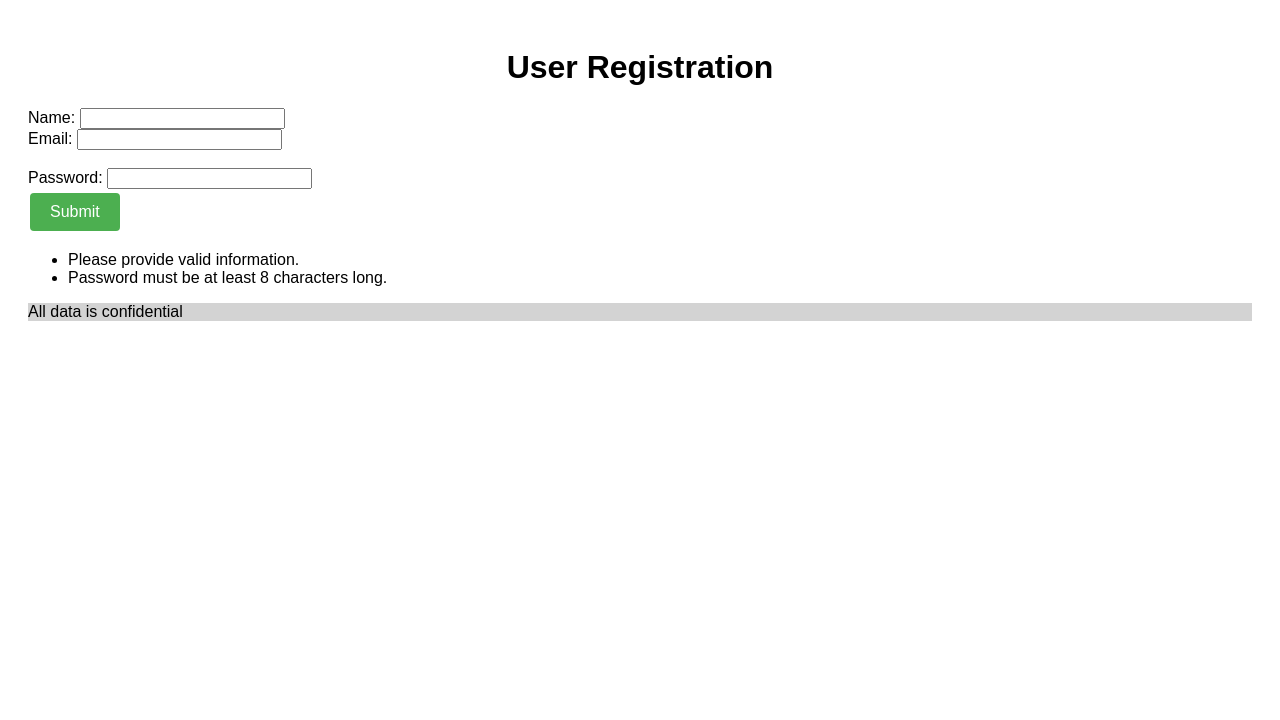 User Registration
Name:
Email:
Password:
Submit
Please provide valid information.
Password must be at least 8 characters long.
All data is confidential